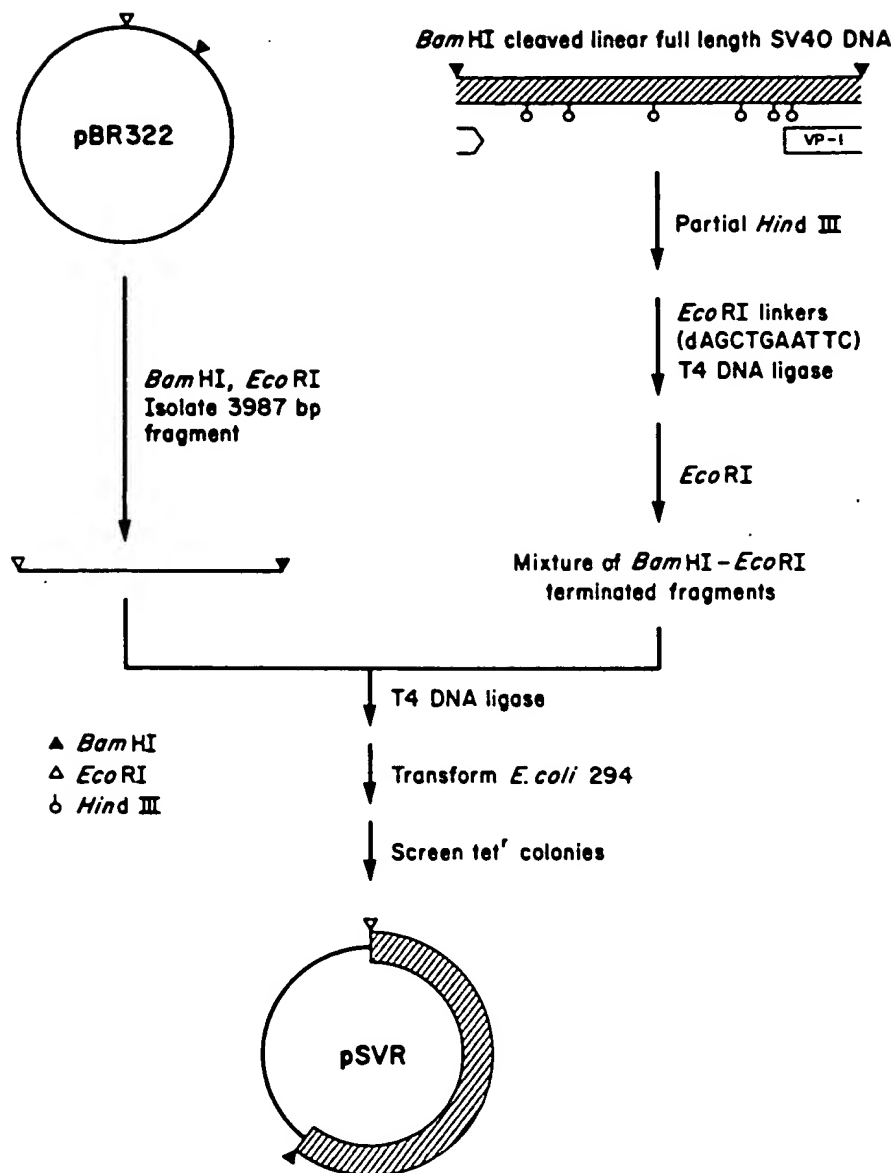 BamHI cleaved linear full length SV40 DNA
pBR322
VP-1
Partial Hind III
EcoRI linkers
(dAGCTGAATTC)
T4 DNA ligase
BamHI, EcoRI
Isolate 3987 bp
fragment
EcoRI
Mixture of BamHI-EcoRI
terminated fragments
T4 DNA ligase
BamHI
EcoRI
Hind III
Transform E.coli 294
Screen tetʳ colonies
pSVR